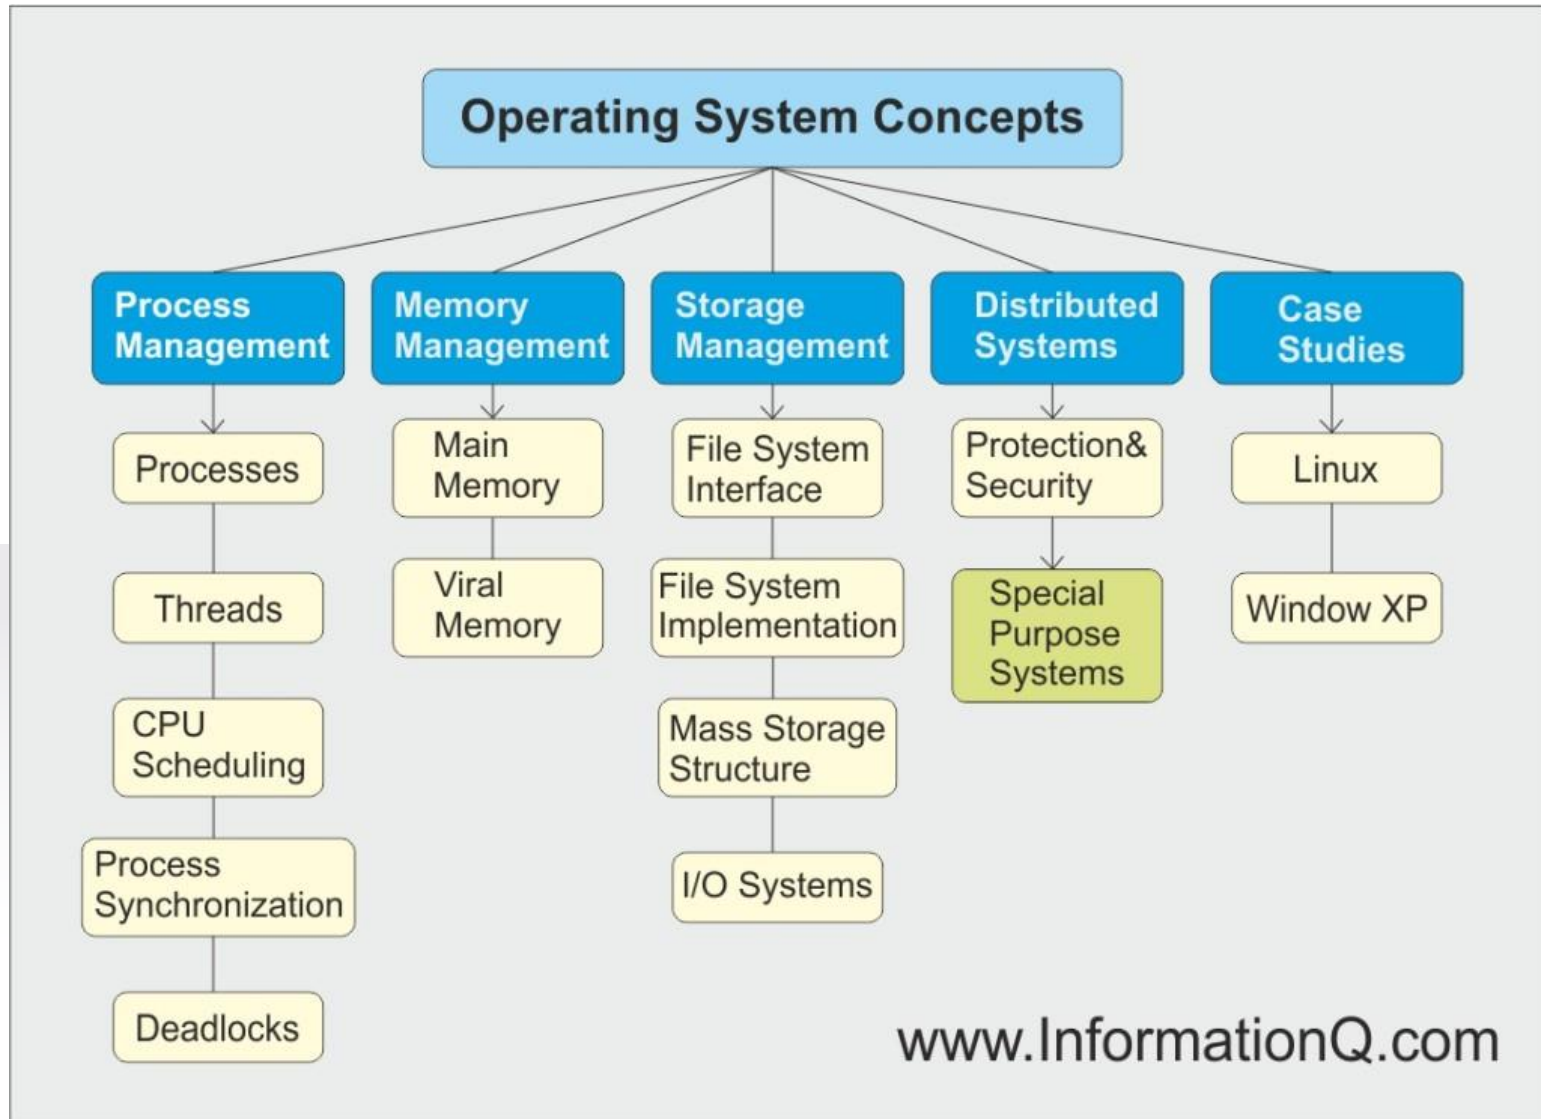 Operating System Concepts
Process
Management
Memory
Management
Storage
Management
Distributed
Systems
Case
Studies
Processes
Threads
CPU
Scheduling
Process
Synchronization
Deadlocks
Main
Memory
Viral
Memory
File System
Interface
File System
Implementation
Mass Storage
Structure
I/O Systems
Protection&
Security
Special
Purpose
Systems
Linux
Window XP
www.InformationQ.com